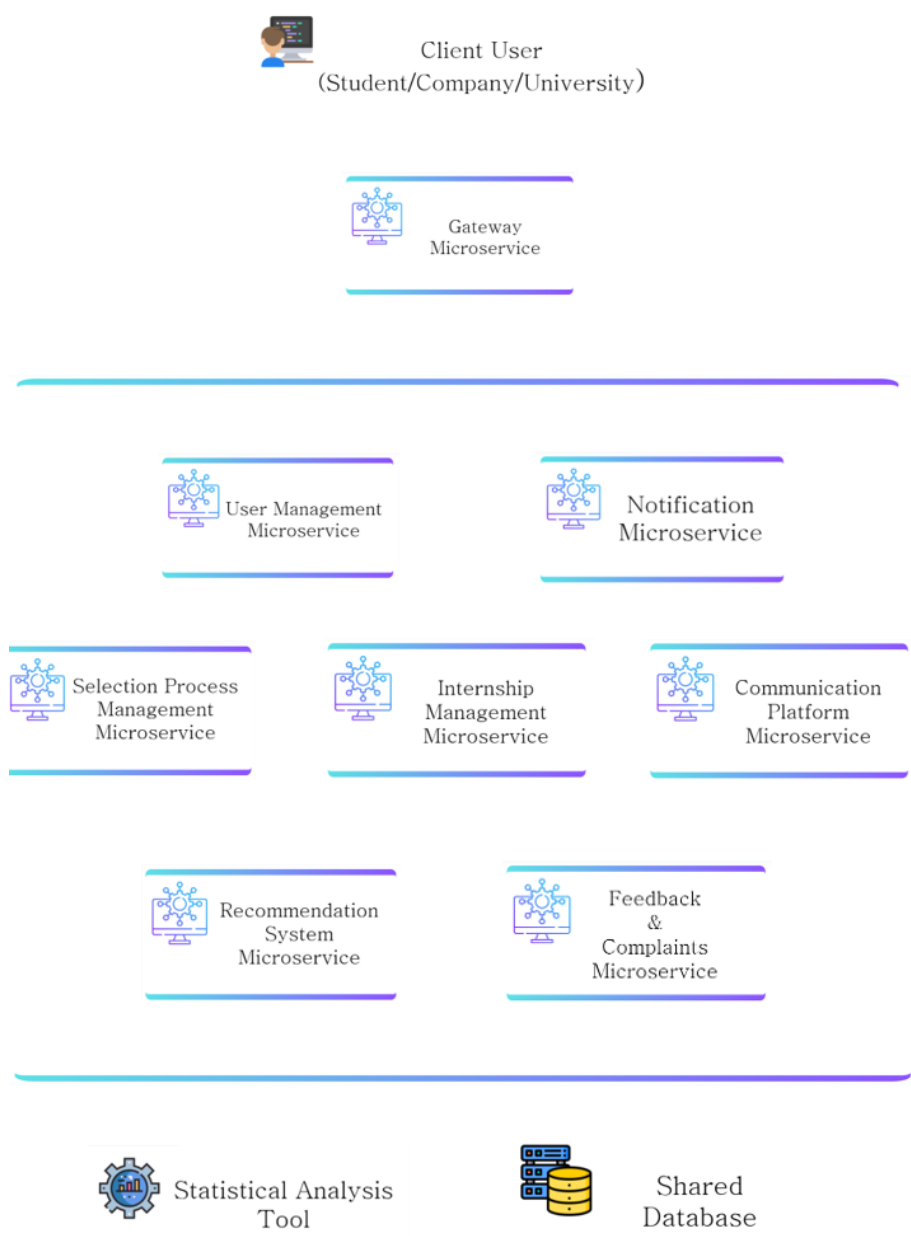 Client User
(Student/Company/University)
Gateway
Microservice
User Management
Microservice
Notification
Microservice
Selection Process
Management
Microservice
Internship
Management
Microservice
Communication
Platform
Microservice
Recommendation
System
Microservice
Feedback
&
Complaints
Microservice
Statistical Analysis
Tool
Shared
Database